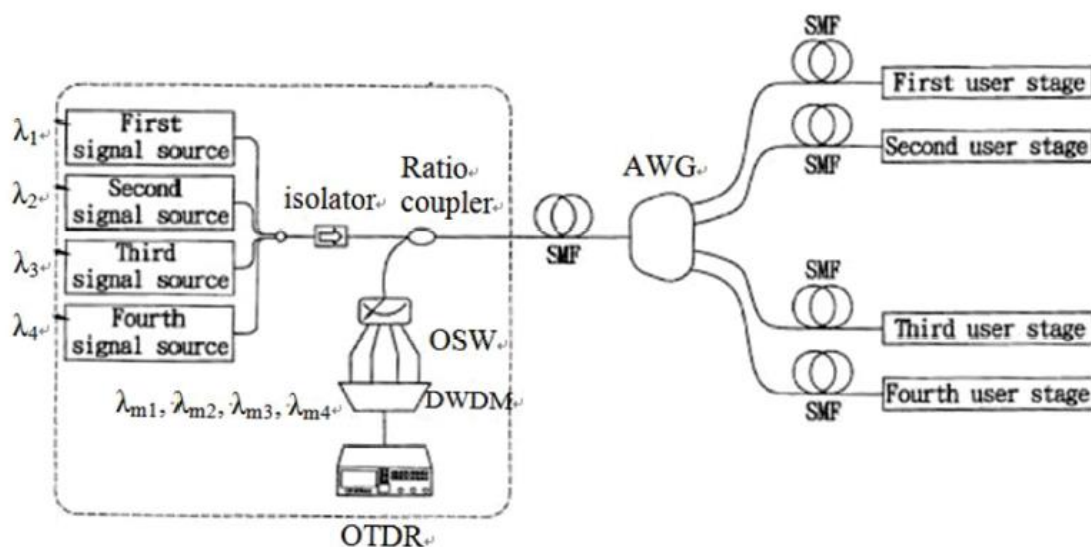 SMF
First user stage
λ1
First
signal source
Second user stage
SMF
Ratio
coupler
AWG
λ2
Second
signal source
isolator
SMF
λ3
Third
signal source
SMF
Third user stage
λ4
Fourth
signal source
OSW
Fourth user stage
SMF
λm1, λm2, λm3, λm4
DWDM
OTDR